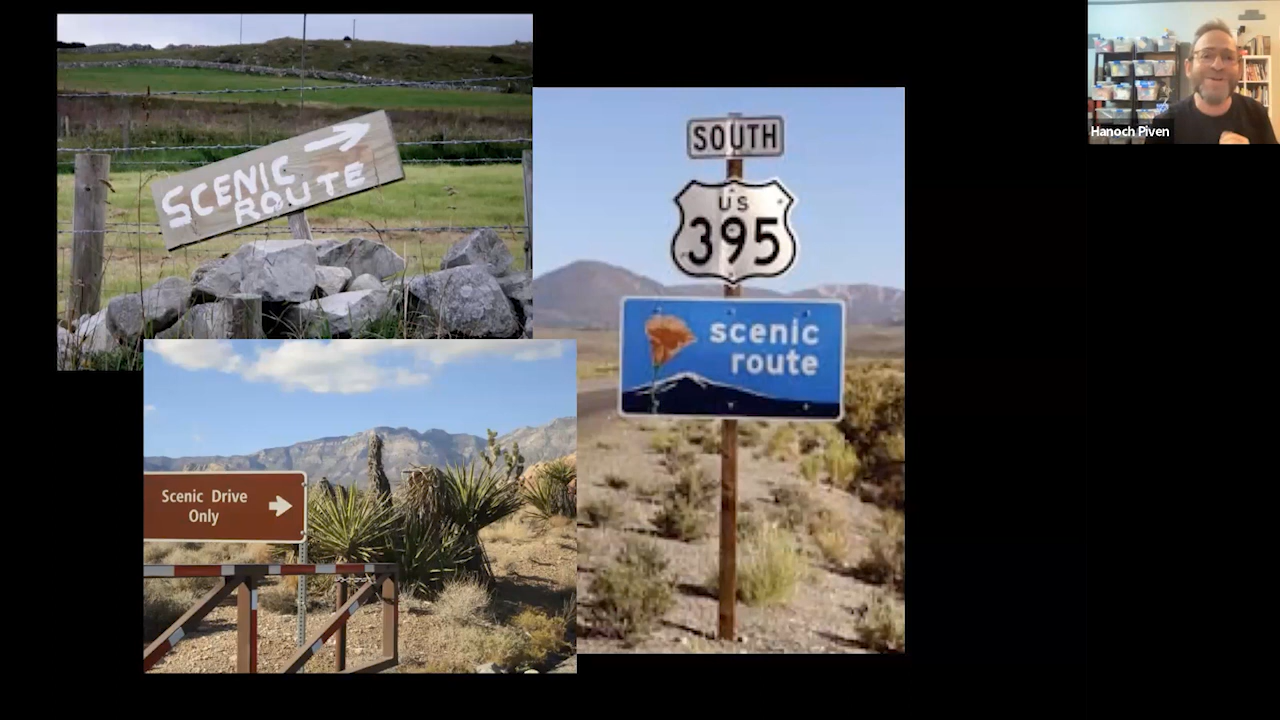 SCENIC
ROUTE
SOUTH
US
395
scenic
route
Scenic Drive
Only
Hanoch Piven